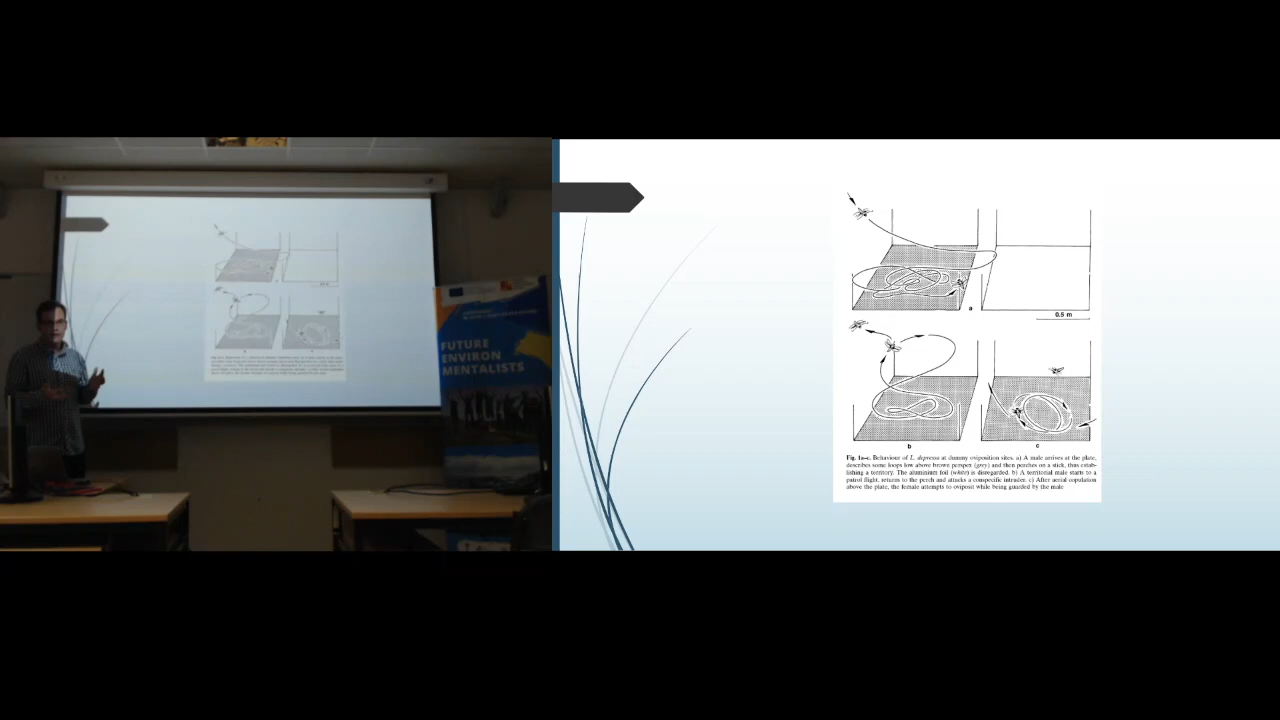 FUTURE
ENVIRON
MENTALISTS
a
0.5 m
b
c
Fig. 1a–c. Behaviour of L. depressa at dummy oviposition sites. a) A male arrives at the plate,
describes some loops low above brown perspex (grey) and then perches on a stick, thus estab-
lishing a territory. The aluminium foil (white) is disregarded. b) A territorial male starts to a
patrol flight, returns to the perch and attacks a conspecific intruder. c) After aerial copulation
above the plate, the female attempts to oviposit while being guarded by the male